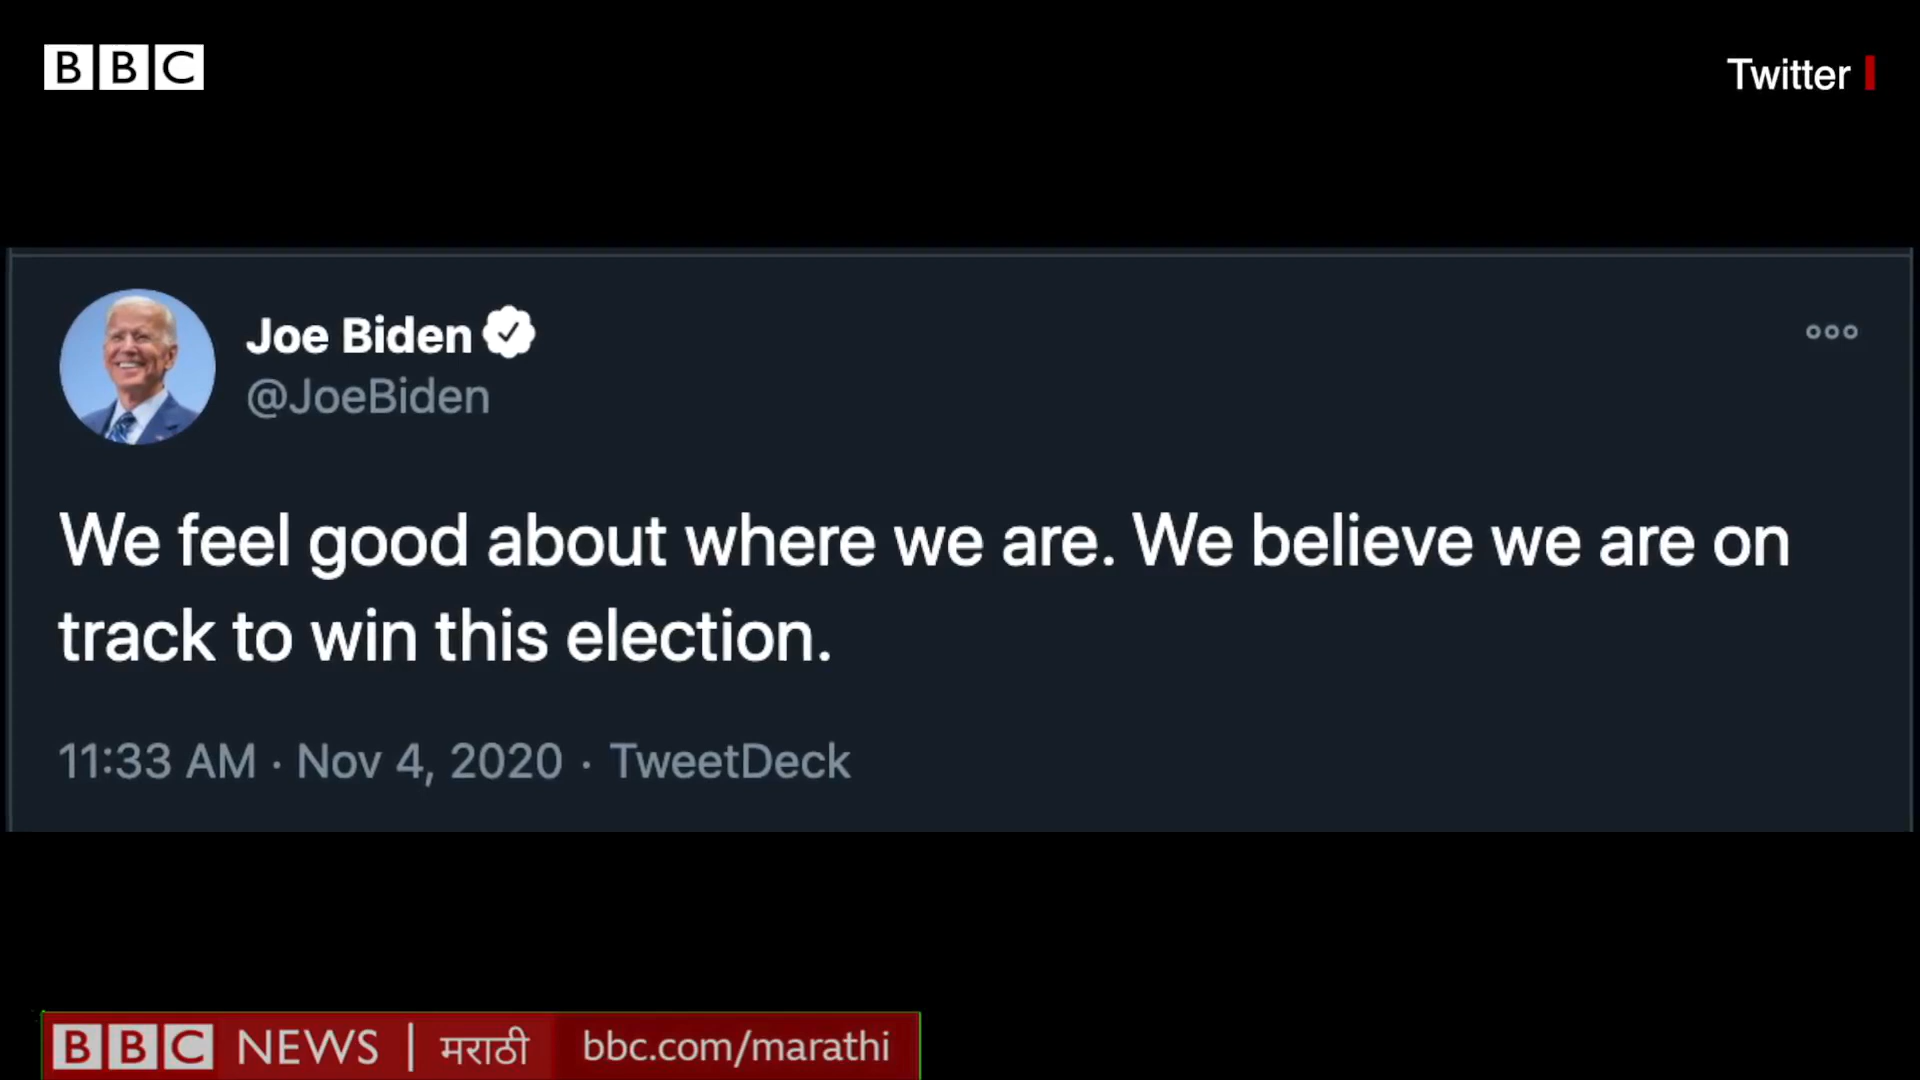 BBC
Twitter
Joe Biden
@JoeBiden
We feel good about where we are. We believe we are on
track to win this election.
11:33 AM · Nov 4, 2020 · TweetDeck
BBC NEWS | मराठी bbc.com/marathi